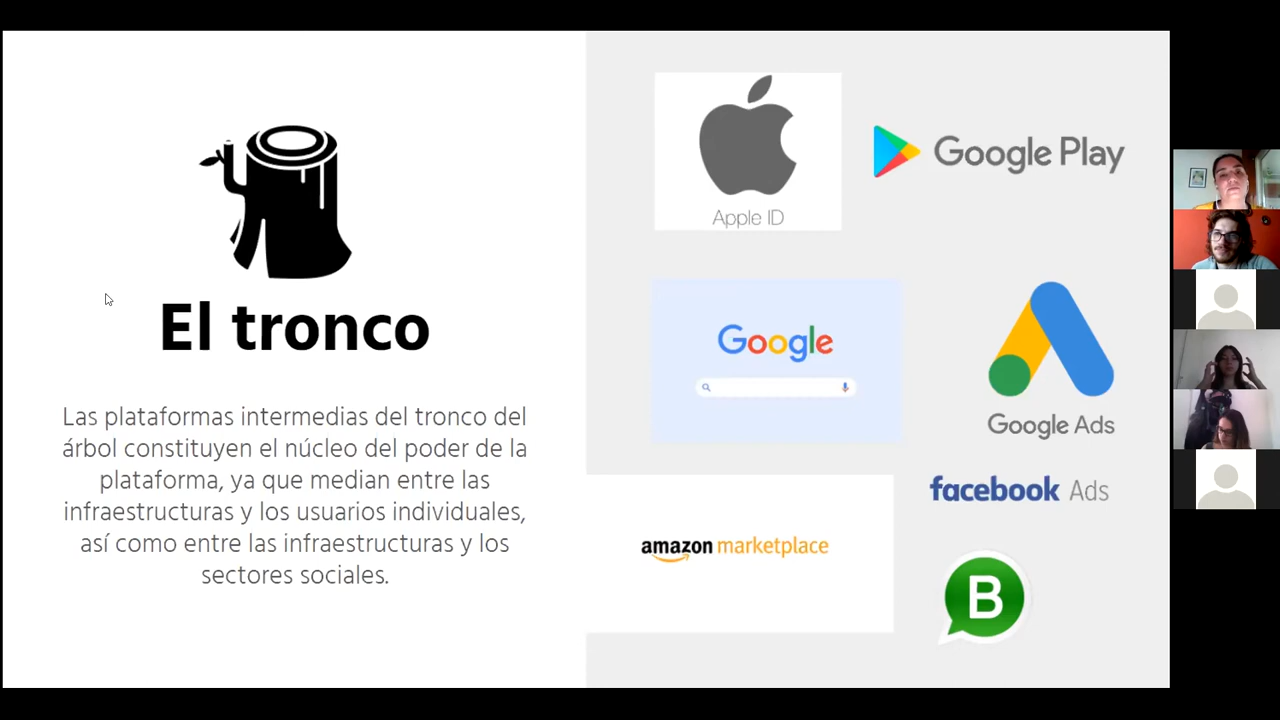 El tronco
Las plataformas intermedias del tronco del
árbol constituyen el núcleo del poder de la
plataforma, ya que median entre las
infraestructuras y los usuarios individuales,
así como entre las infraestructuras y los
sectores sociales.
Apple ID
Google Play
Google
Google Ads
facebook Ads
amazon marketplace
B